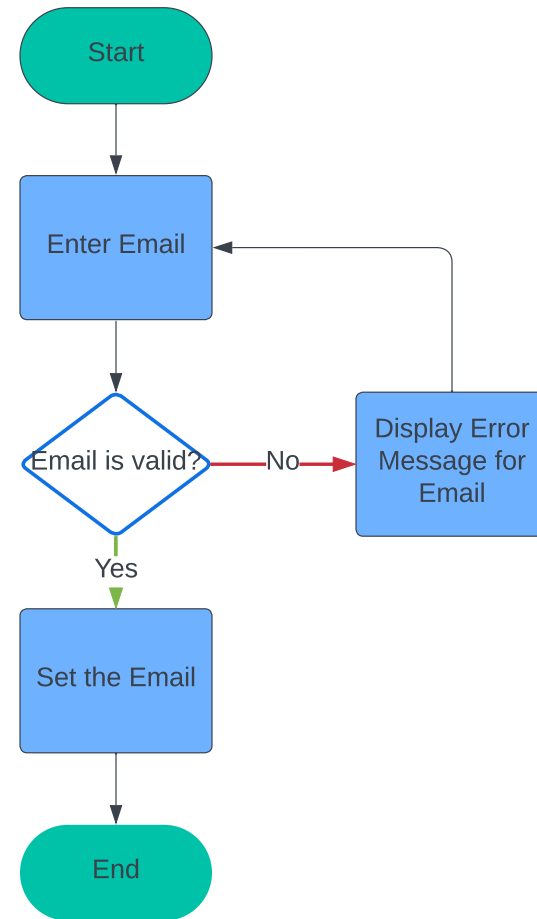 Start
Enter Email
Email is valid?
No
Display Error
Message for
Email
Yes
Set the Email
End